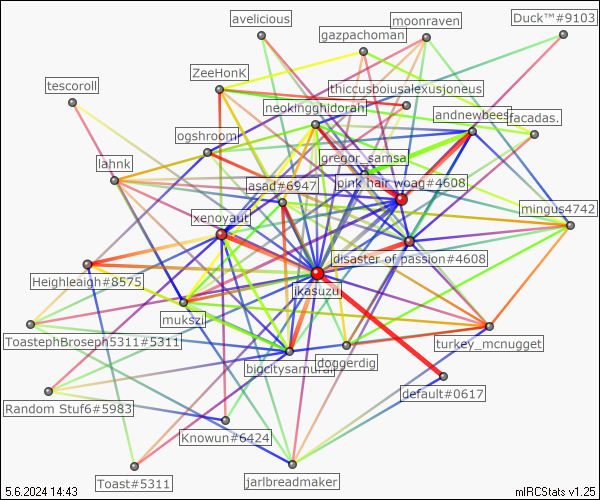 avelicious
moonraven
Duck™#9103
gazpachoman
ZeeHonK
tescoroll
thiccusboiusalexusjoneus
neokingghidorah
andnewbees
facadas.
ogshroom
gregor_samsa
lahnk
asad#6947
pink hair woag#4608
xenoyaut
mingus4742
disaster of passion#4608
Heighleaigh#8575
ikasuzu
mukszi
ToastephBroseph5311#5311
turkey_mcnugget
bigcitysamurai
doggerdig
default#0617
Random Stuf6#5983
Knowun#6424
Toast#5311
jarlbreadmaker
5.6.2024 14:43
mIRCStats v1.25